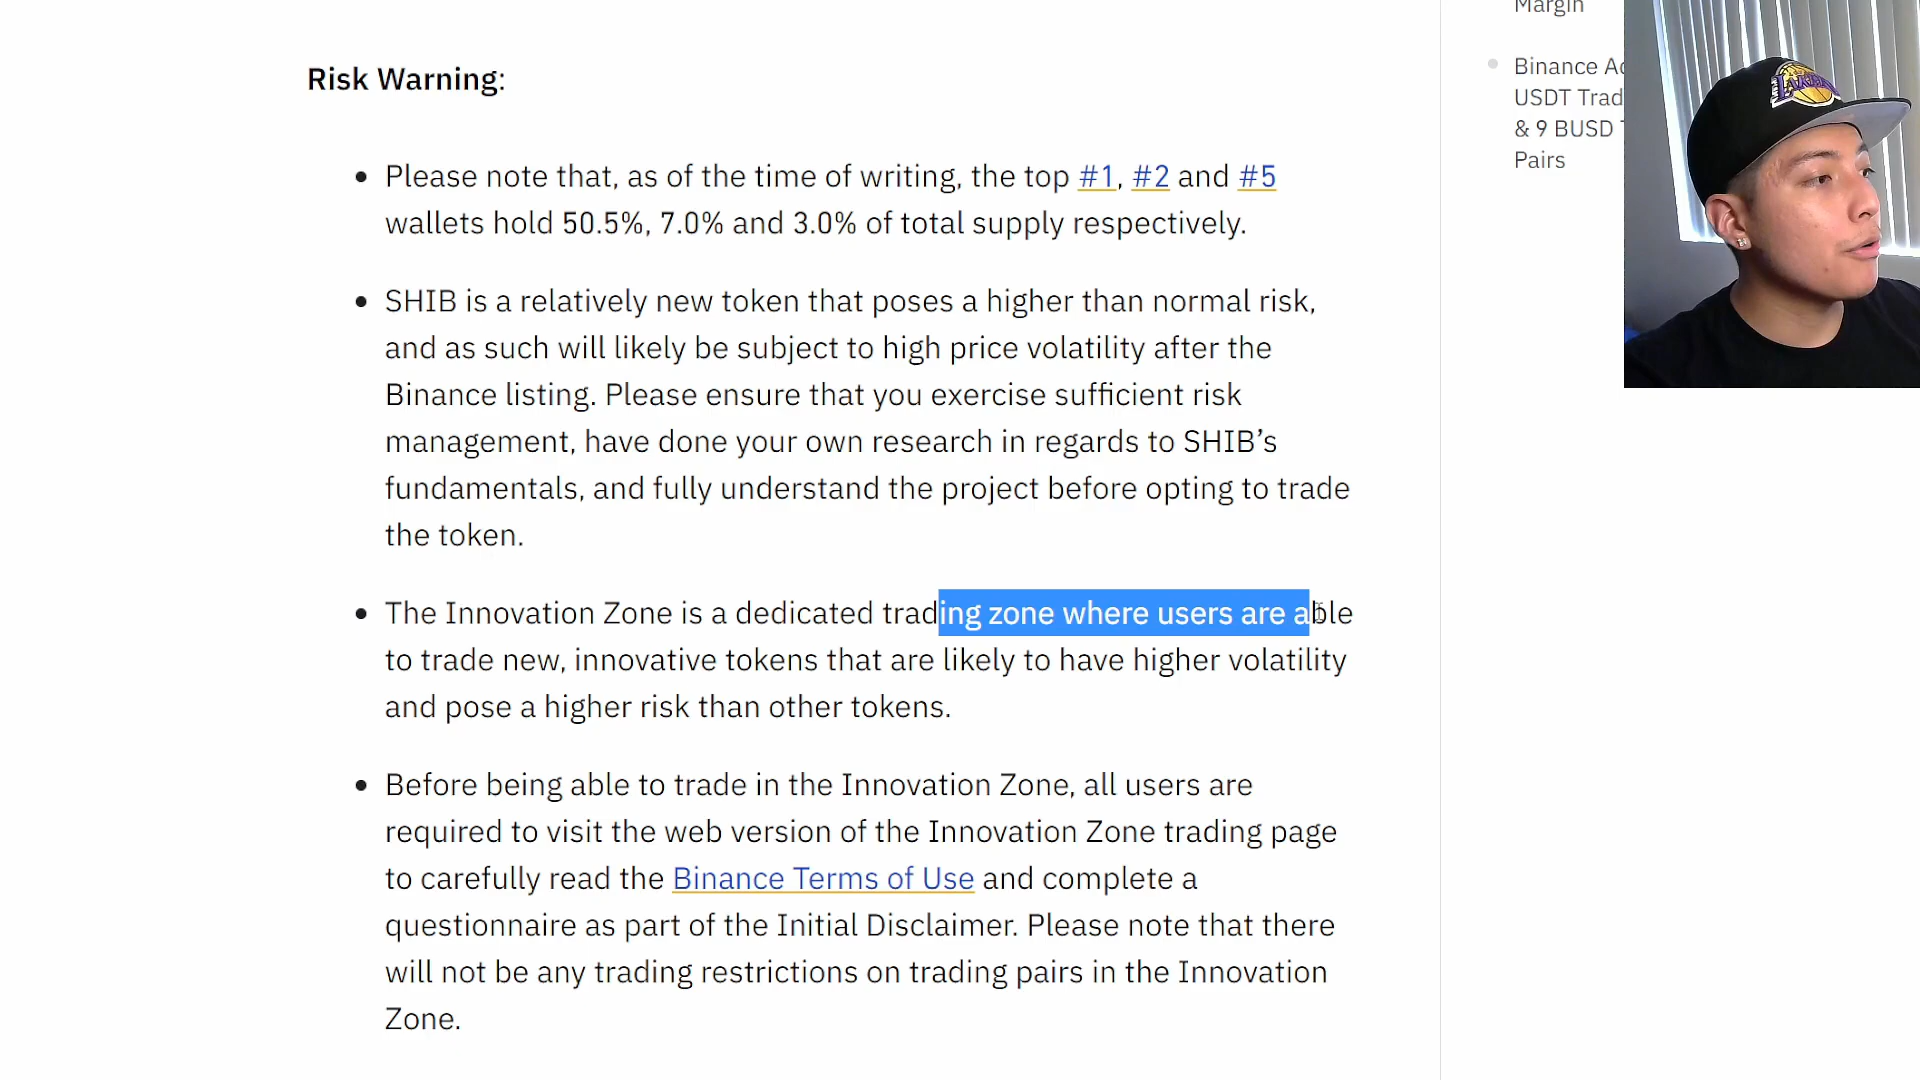 Risk Warning:
Please note that, as of the time of writing, the top #1, #2 and #5
wallets hold 50.5%, 7.0% and 3.0% of total supply respectively.
SHIB is a relatively new token that poses a higher than normal risk,
and as such will likely be subject to high price volatility after the
Binance listing. Please ensure that you exercise sufficient risk
management, have done your own research in regards to SHIB’s
fundamentals, and fully understand the project before opting to trade
the token.
The Innovation Zone is a dedicated trading zone where users are able
to trade new, innovative tokens that are likely to have higher volatility
and pose a higher risk than other tokens.
Before being able to trade in the Innovation Zone, all users are
required to visit the web version of the Innovation Zone trading page
to carefully read the Binance Terms of Use and complete a
questionnaire as part of the Initial Disclaimer. Please note that there
will not be any trading restrictions on trading pairs in the Innovation
Zone.
Margin
Binance
USDT
& 9 BUSD
Pairs
LAKERS